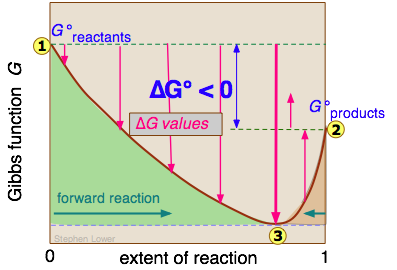 G°reactants
1
ΔG° < 0
G°products
ΔG values
2
Gibbs function G
forward reaction
3
Stephen Lower
0
extent of reaction
1